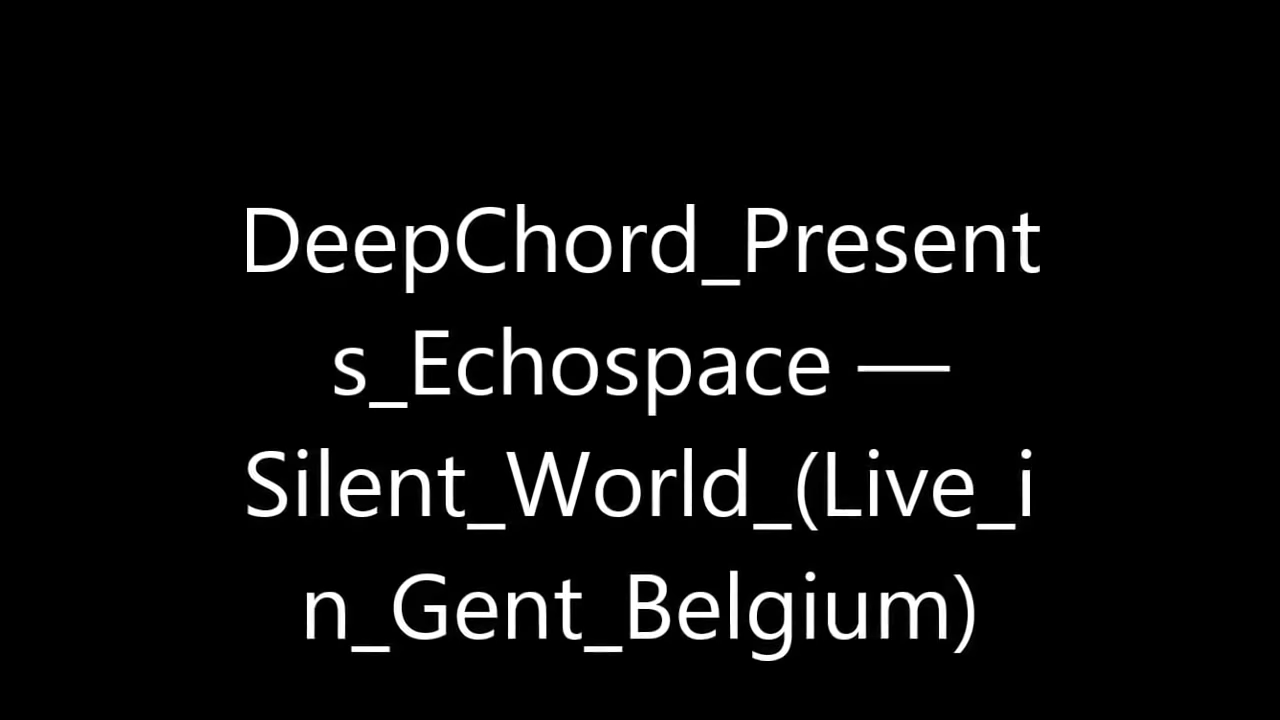 DeepChord_Present
s_Echospace —
Silent_World_(Live_i
n_Gent_Belgium)